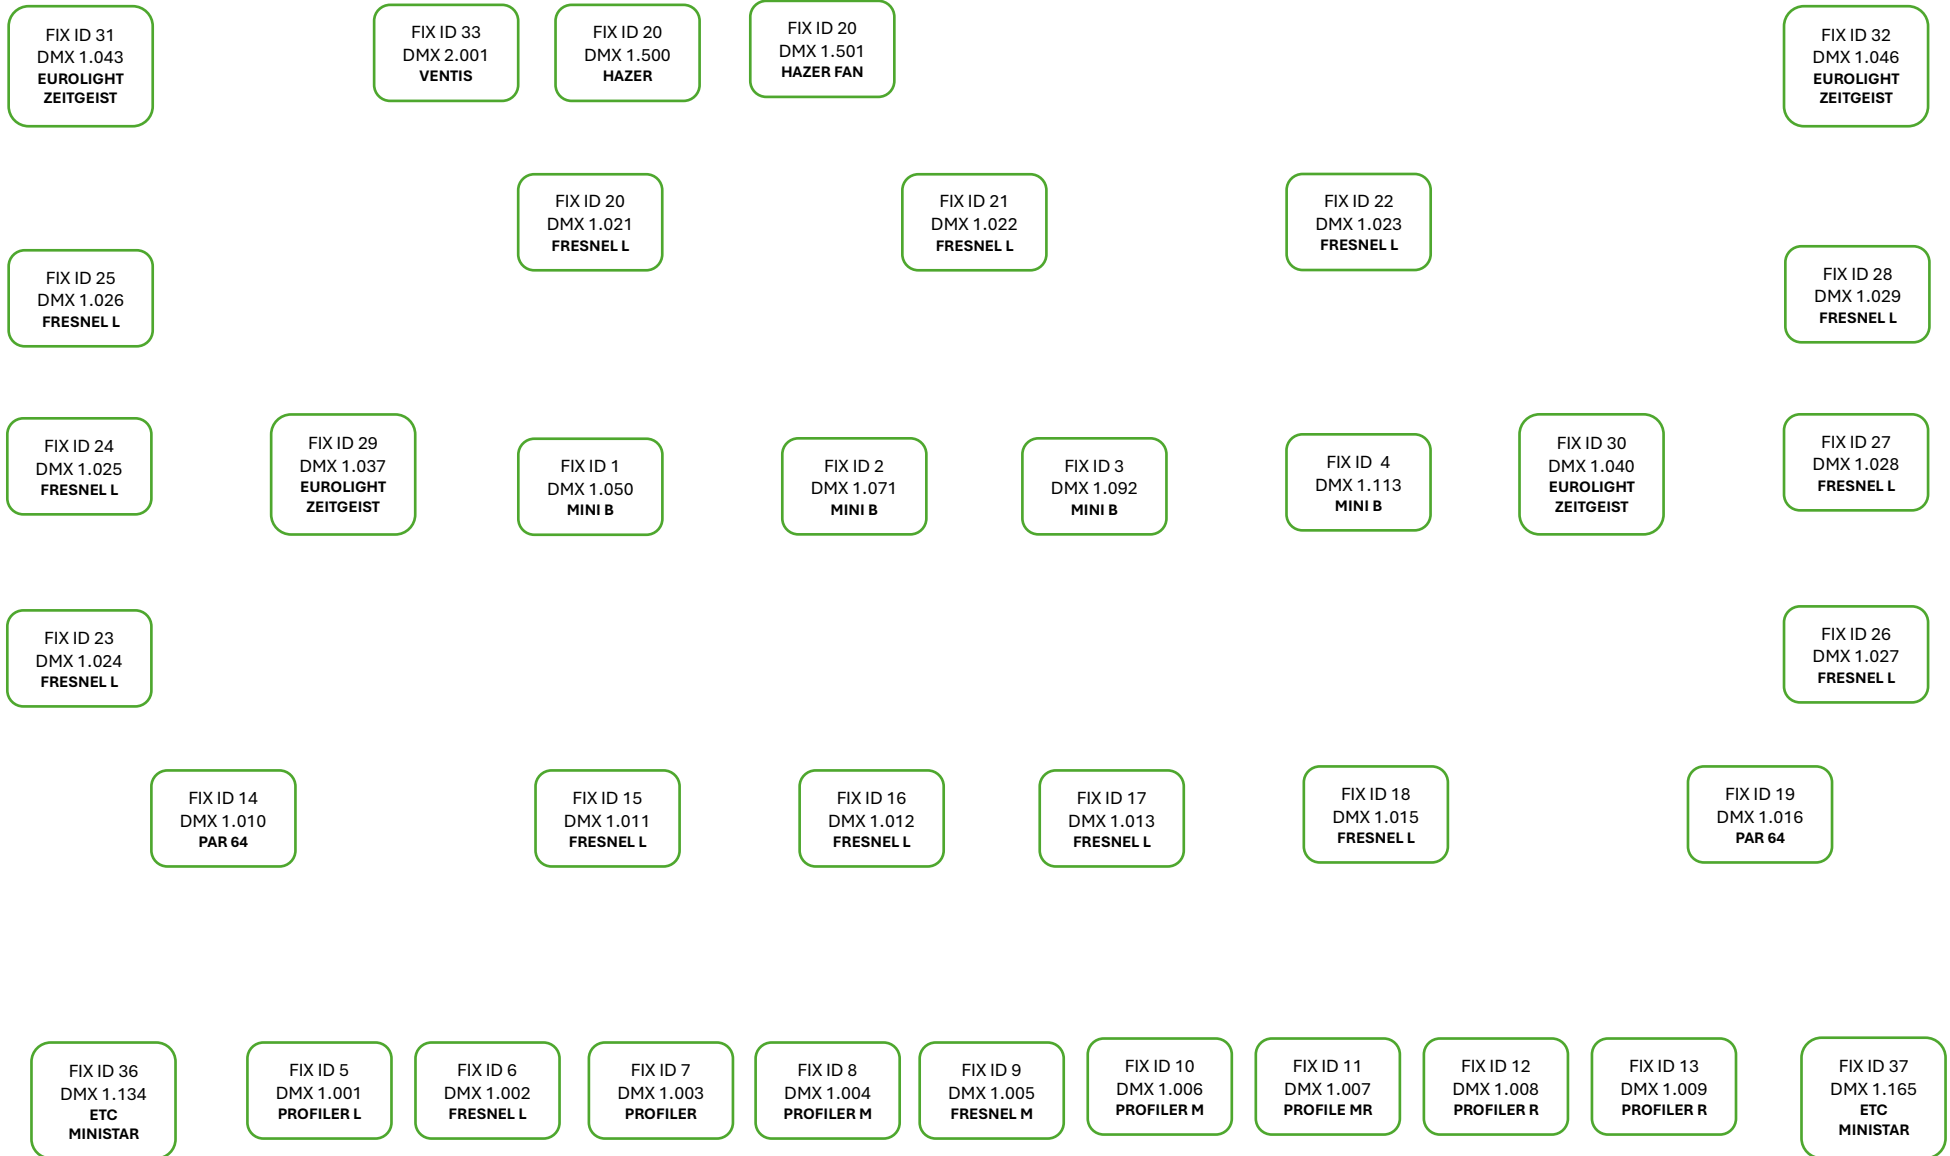 FIX ID 31
DMX 1.043
EUROLIGHT
ZEITGEIST
FIX ID 33
DMX 2.001
VENTIS
FIX ID 20
DMX 1.500
HAZER
FIX ID 20
DMX 1.501
HAZER FAN
FIX ID 32
DMX 1.046
EUROLIGHT
ZEITGEIST
FIX ID 20
DMX 1.021
FRESNEL L
FIX ID 21
DMX 1.022
FRESNEL L
FIX ID 22
DMX 1.023
FRESNEL L
FIX ID 25
DMX 1.026
FRESNEL L
FIX ID 28
DMX 1.029
FRESNEL L
FIX ID 24
DMX 1.025
FRESNEL L
FIX ID 29
DMX 1.037
EUROLIGHT
ZEITGEIST
FIX ID 1
DMX 1.050
MINI B
FIX ID 2
DMX 1.071
MINI B
FIX ID 3
DMX 1.092
MINI B
FIX ID  4
DMX 1.113
MINI B
FIX ID 30
DMX 1.040
EUROLIGHT
ZEITGEIST
FIX ID 27
DMX 1.028
FRESNEL L
FIX ID 23
DMX 1.024
FRESNEL L
FIX ID 26
DMX 1.027
FRESNEL L
FIX ID 14
DMX 1.010
PAR 64
FIX ID 15
DMX 1.011
FRESNEL L
FIX ID 16
DMX 1.012
FRESNEL L
FIX ID 17
DMX 1.013
FRESNEL L
FIX ID 18
DMX 1.015
FRESNEL L
FIX ID 19
DMX 1.016
PAR 64
FIX ID 36
DMX 1.134
ETC
MINISTAR
FIX ID 5
DMX 1.001
PROFILER L
FIX ID 6
DMX 1.002
FRESNEL L
FIX ID 7
DMX 1.003
PROFILER
FIX ID 8
DMX 1.004
PROFILER M
FIX ID 9
DMX 1.005
FRESNEL M
FIX ID 10
DMX 1.006
PROFILER M
FIX ID 11
DMX 1.007
PROFILE MR
FIX ID 12
DMX 1.008
PROFILER R
FIX ID 13
DMX 1.009
PROFILER R
FIX ID 37
DMX 1.165
ETC
MINISTAR